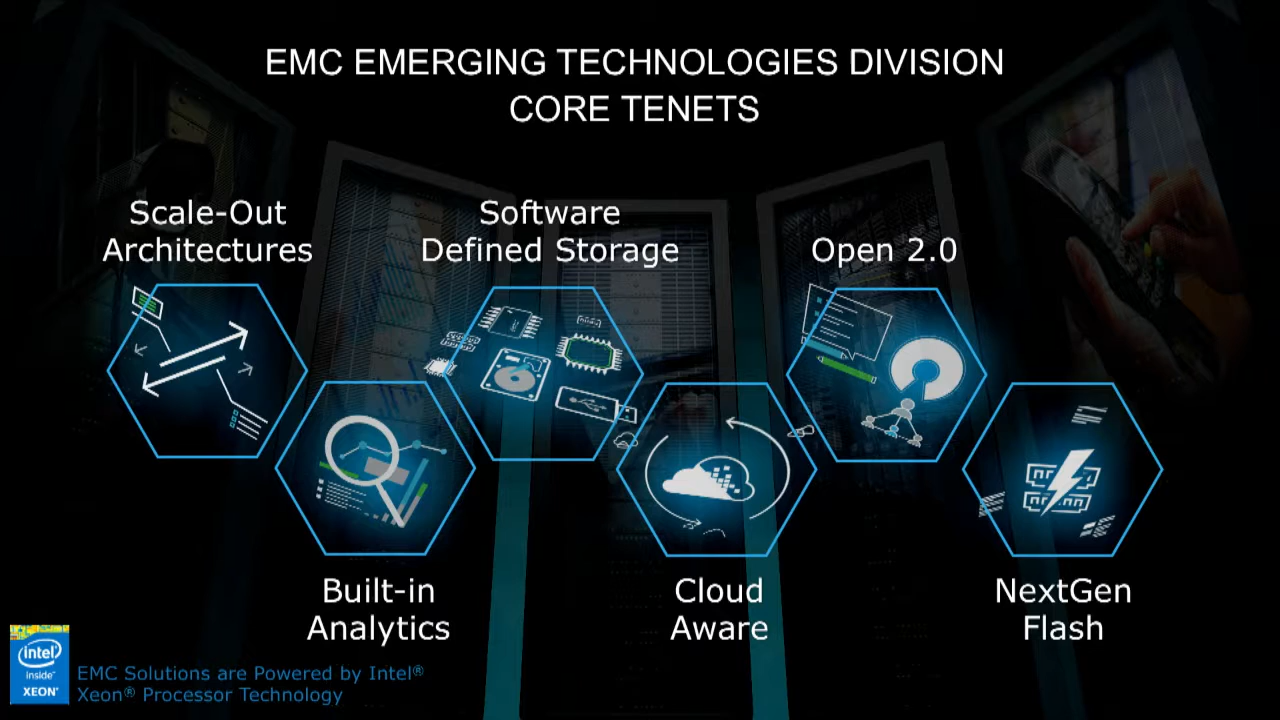 EMC EMERGING TECHNOLOGIES DIVISION
CORE TENETS
Scale-Out
Architectures
Software
Defined Storage
Open 2.0
Built-in
Analytics
Cloud
Aware
NextGen
Flash
intel
inside™
XEON®
EMC Solutions are Powered by Intel®
Xeon® Processor Technology